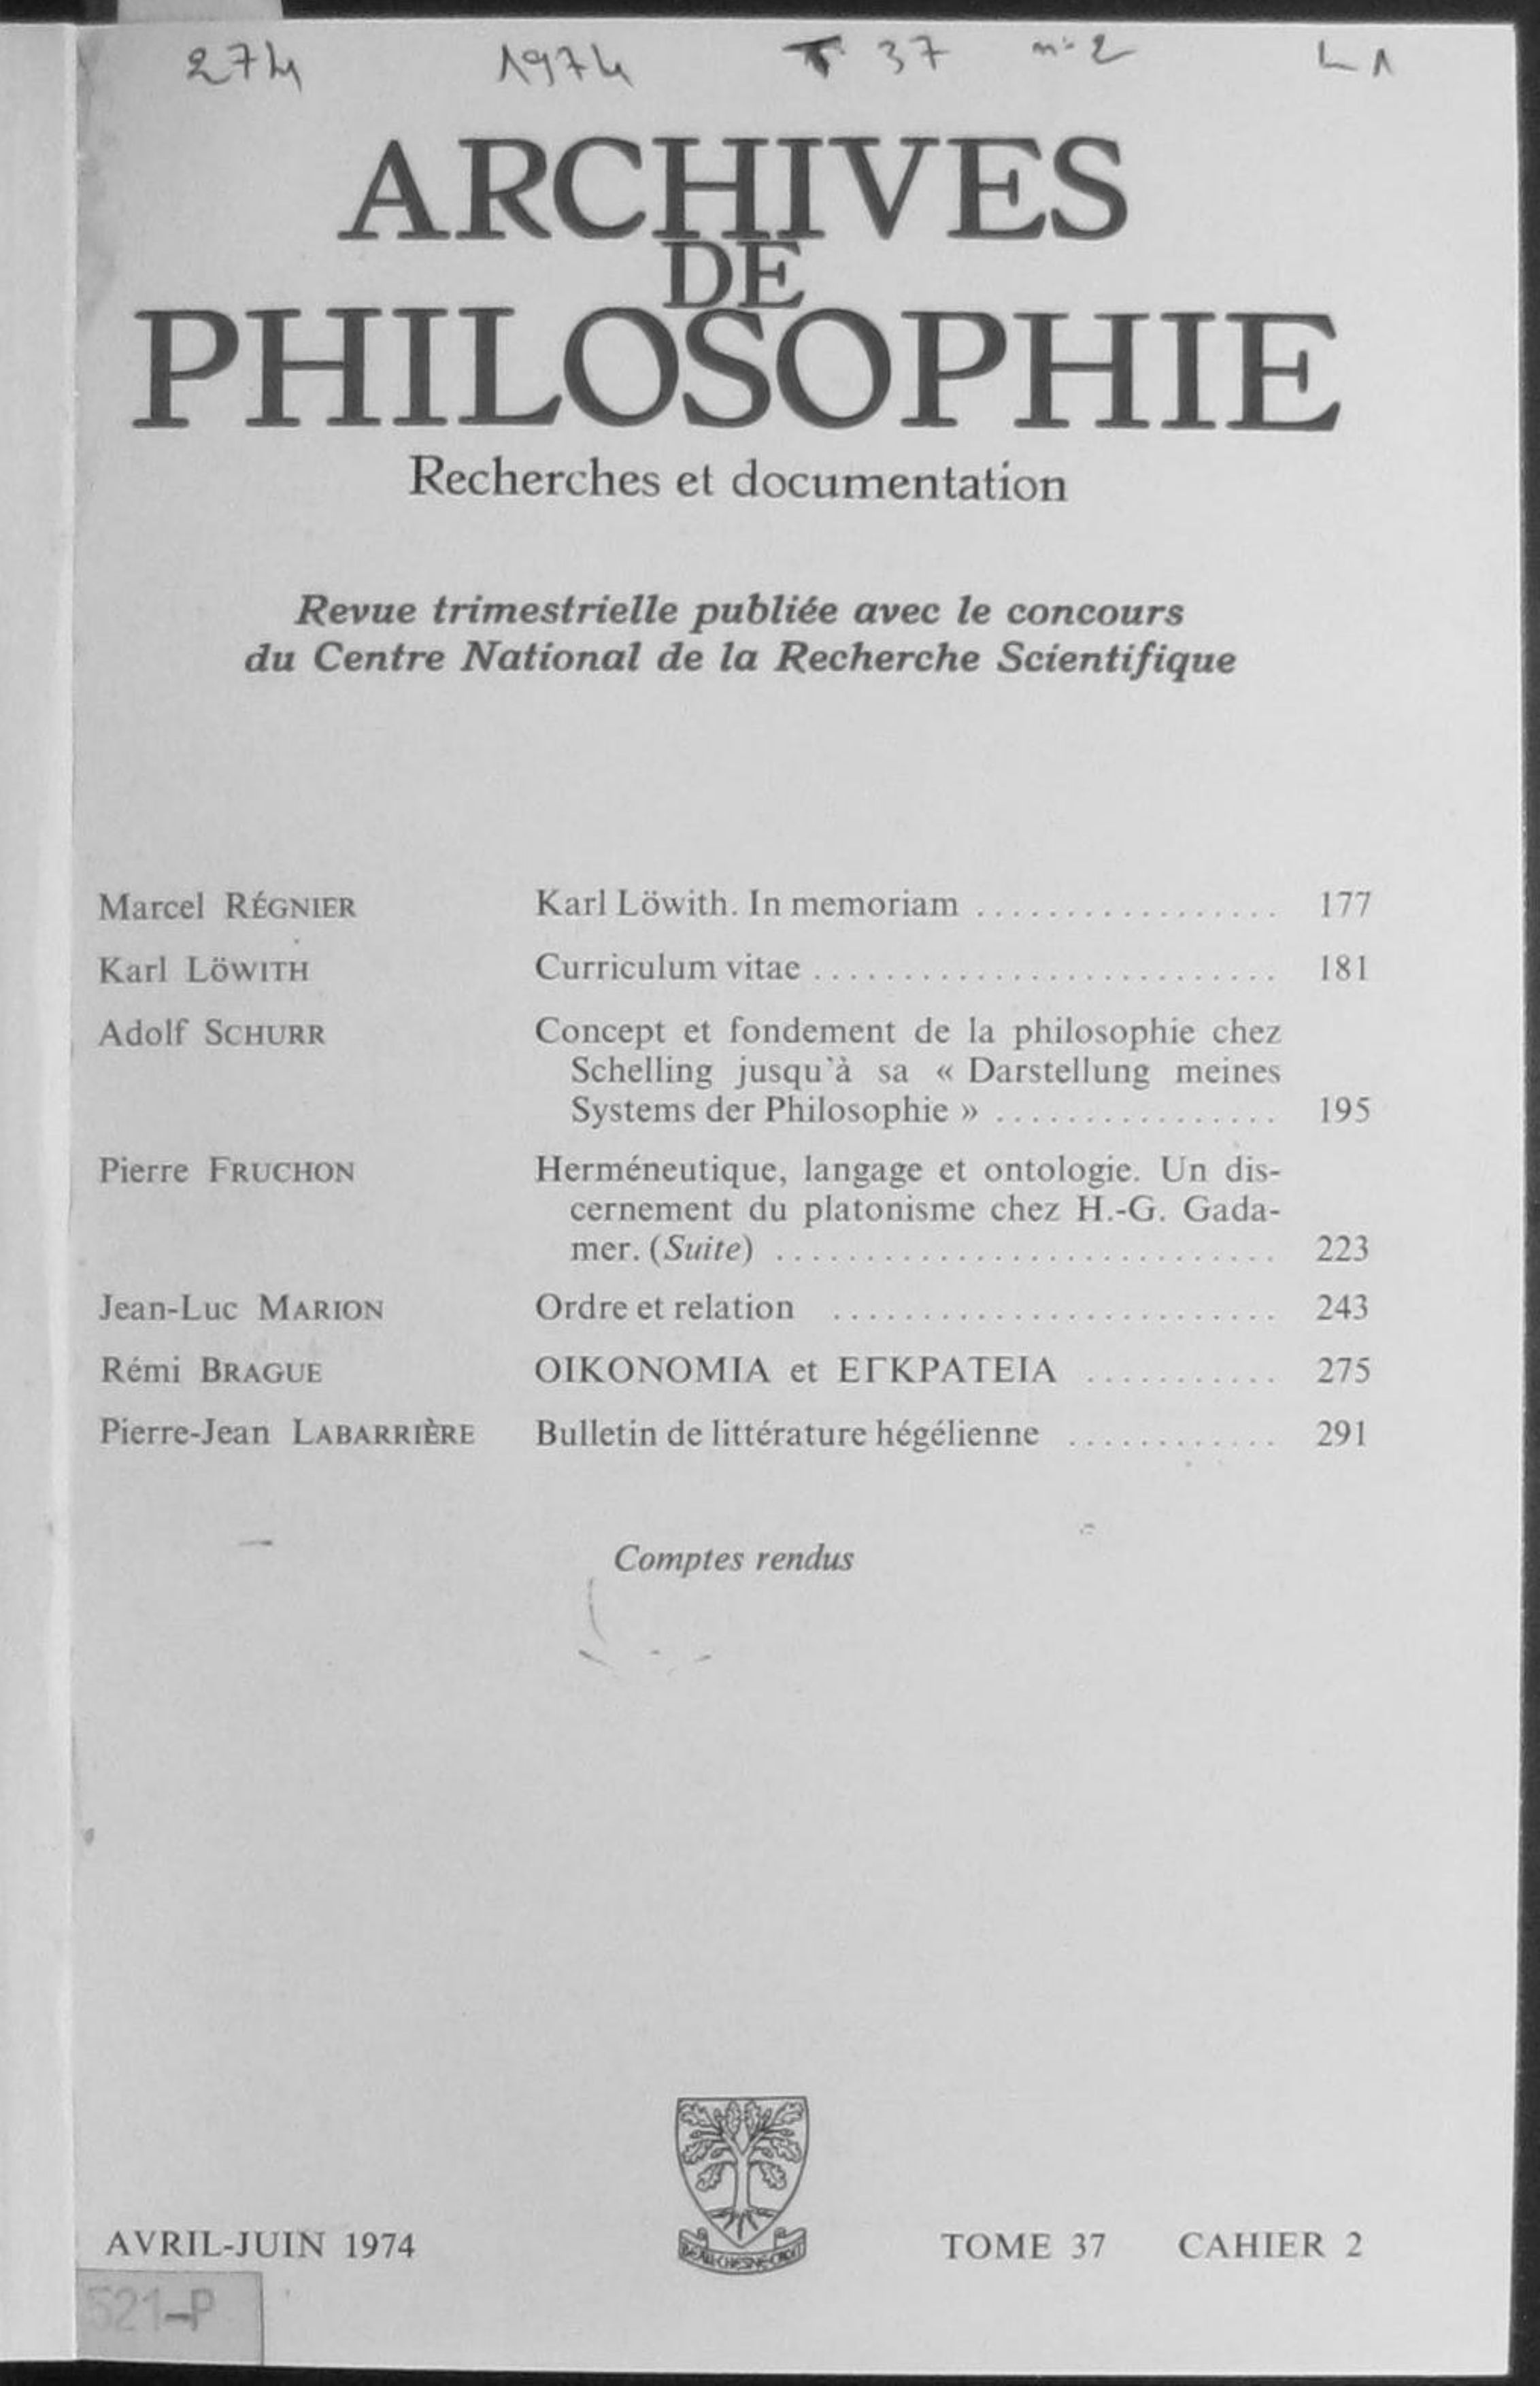 274 1974 T 37 n° 2 L1
ARCHIVES
DE
PHILOSOPHIE
Recherches et documentation
Revue trimestrielle publiée avec le concours
du Centre National de la Recherche Scientifique
Marcel RÉGNIER Karl Löwith. In memoriam ................. 177
Karl LÖWITH Curriculum vitae .......................... 181
Adolf SCHURR Concept et fondement de la philosophie chez
Schelling jusqu'à sa « Darstellung meines
Systems der Philosophie » ................ 195
Pierre FRUCHON Herméneutique, langage et ontologie. Un dis-
cernement du platonisme chez H.-G. Gada-
mer. (Suite) ............................ 223
Jean-Luc MARION Ordre et relation ......................... 243
Rémi BRAGUE OIKONOMIA et ΕΓΚΡΑΤΕΙΑ ........... 275
Pierre-Jean LABARRIÈRE Bulletin de littérature hégélienne ............ 291
Comptes rendus
AVRIL-JUIN 1974 TOME 37 CAHIER 2
521-P